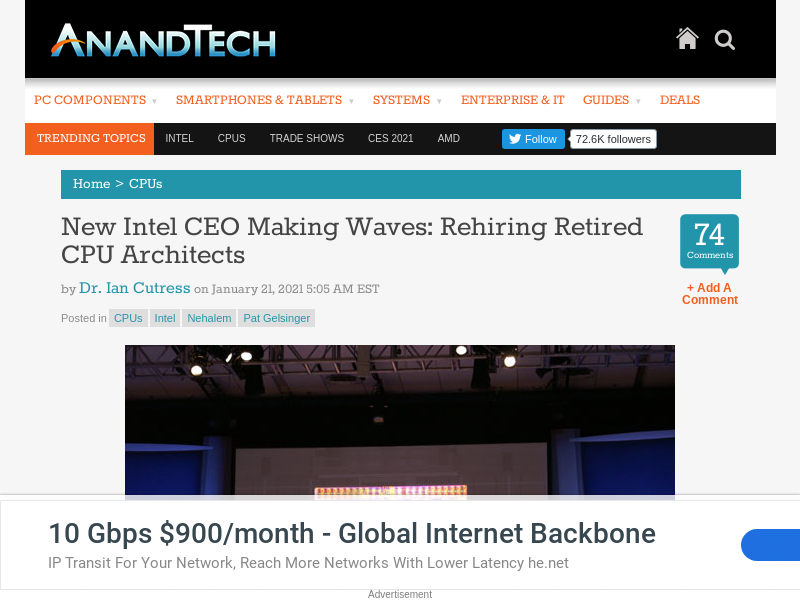 ANANDTECH
PC COMPONENTS SMARTPHONES & TABLETS SYSTEMS ENTERPRISE & IT GUIDES DEALS
TRENDING TOPICS INTEL CPUS TRADE SHOWS CES 2021 AMD Follow 72.6K followers
Home > CPUs
New Intel CEO Making Waves: Rehiring Retired
CPU Architects
74
Comments
by Dr. Ian Cutress on January 21, 2021 5:05 AM EST
+ Add A
Comment
Posted in CPUs Intel Nehalem Pat Gelsinger
10 Gbps $900/month - Global Internet Backbone
IP Transit For Your Network, Reach More Networks With Lower Latency he.net
Advertisement